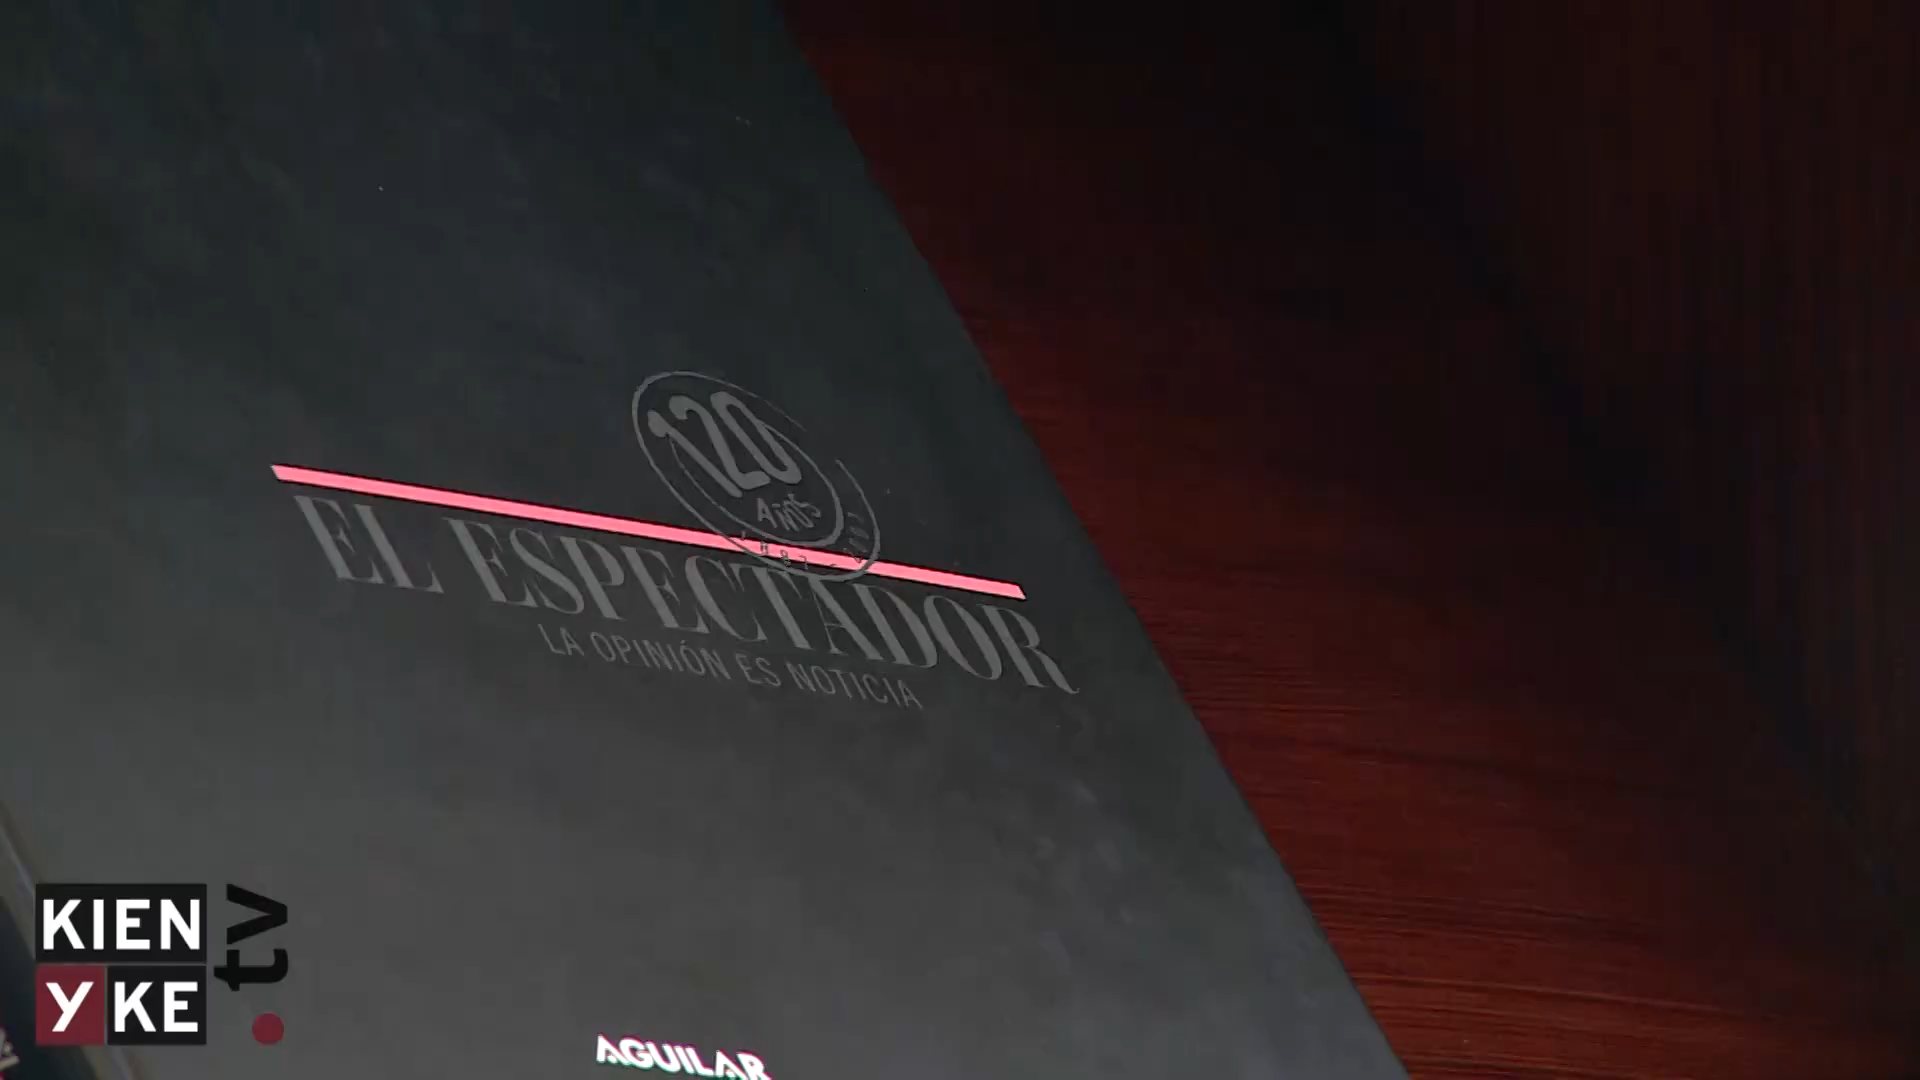 120
AÑOS
EL ESPECTADOR
LA OPINIÓN ES NOTICIA
KIEN
YKE
.tv
AGUILAR